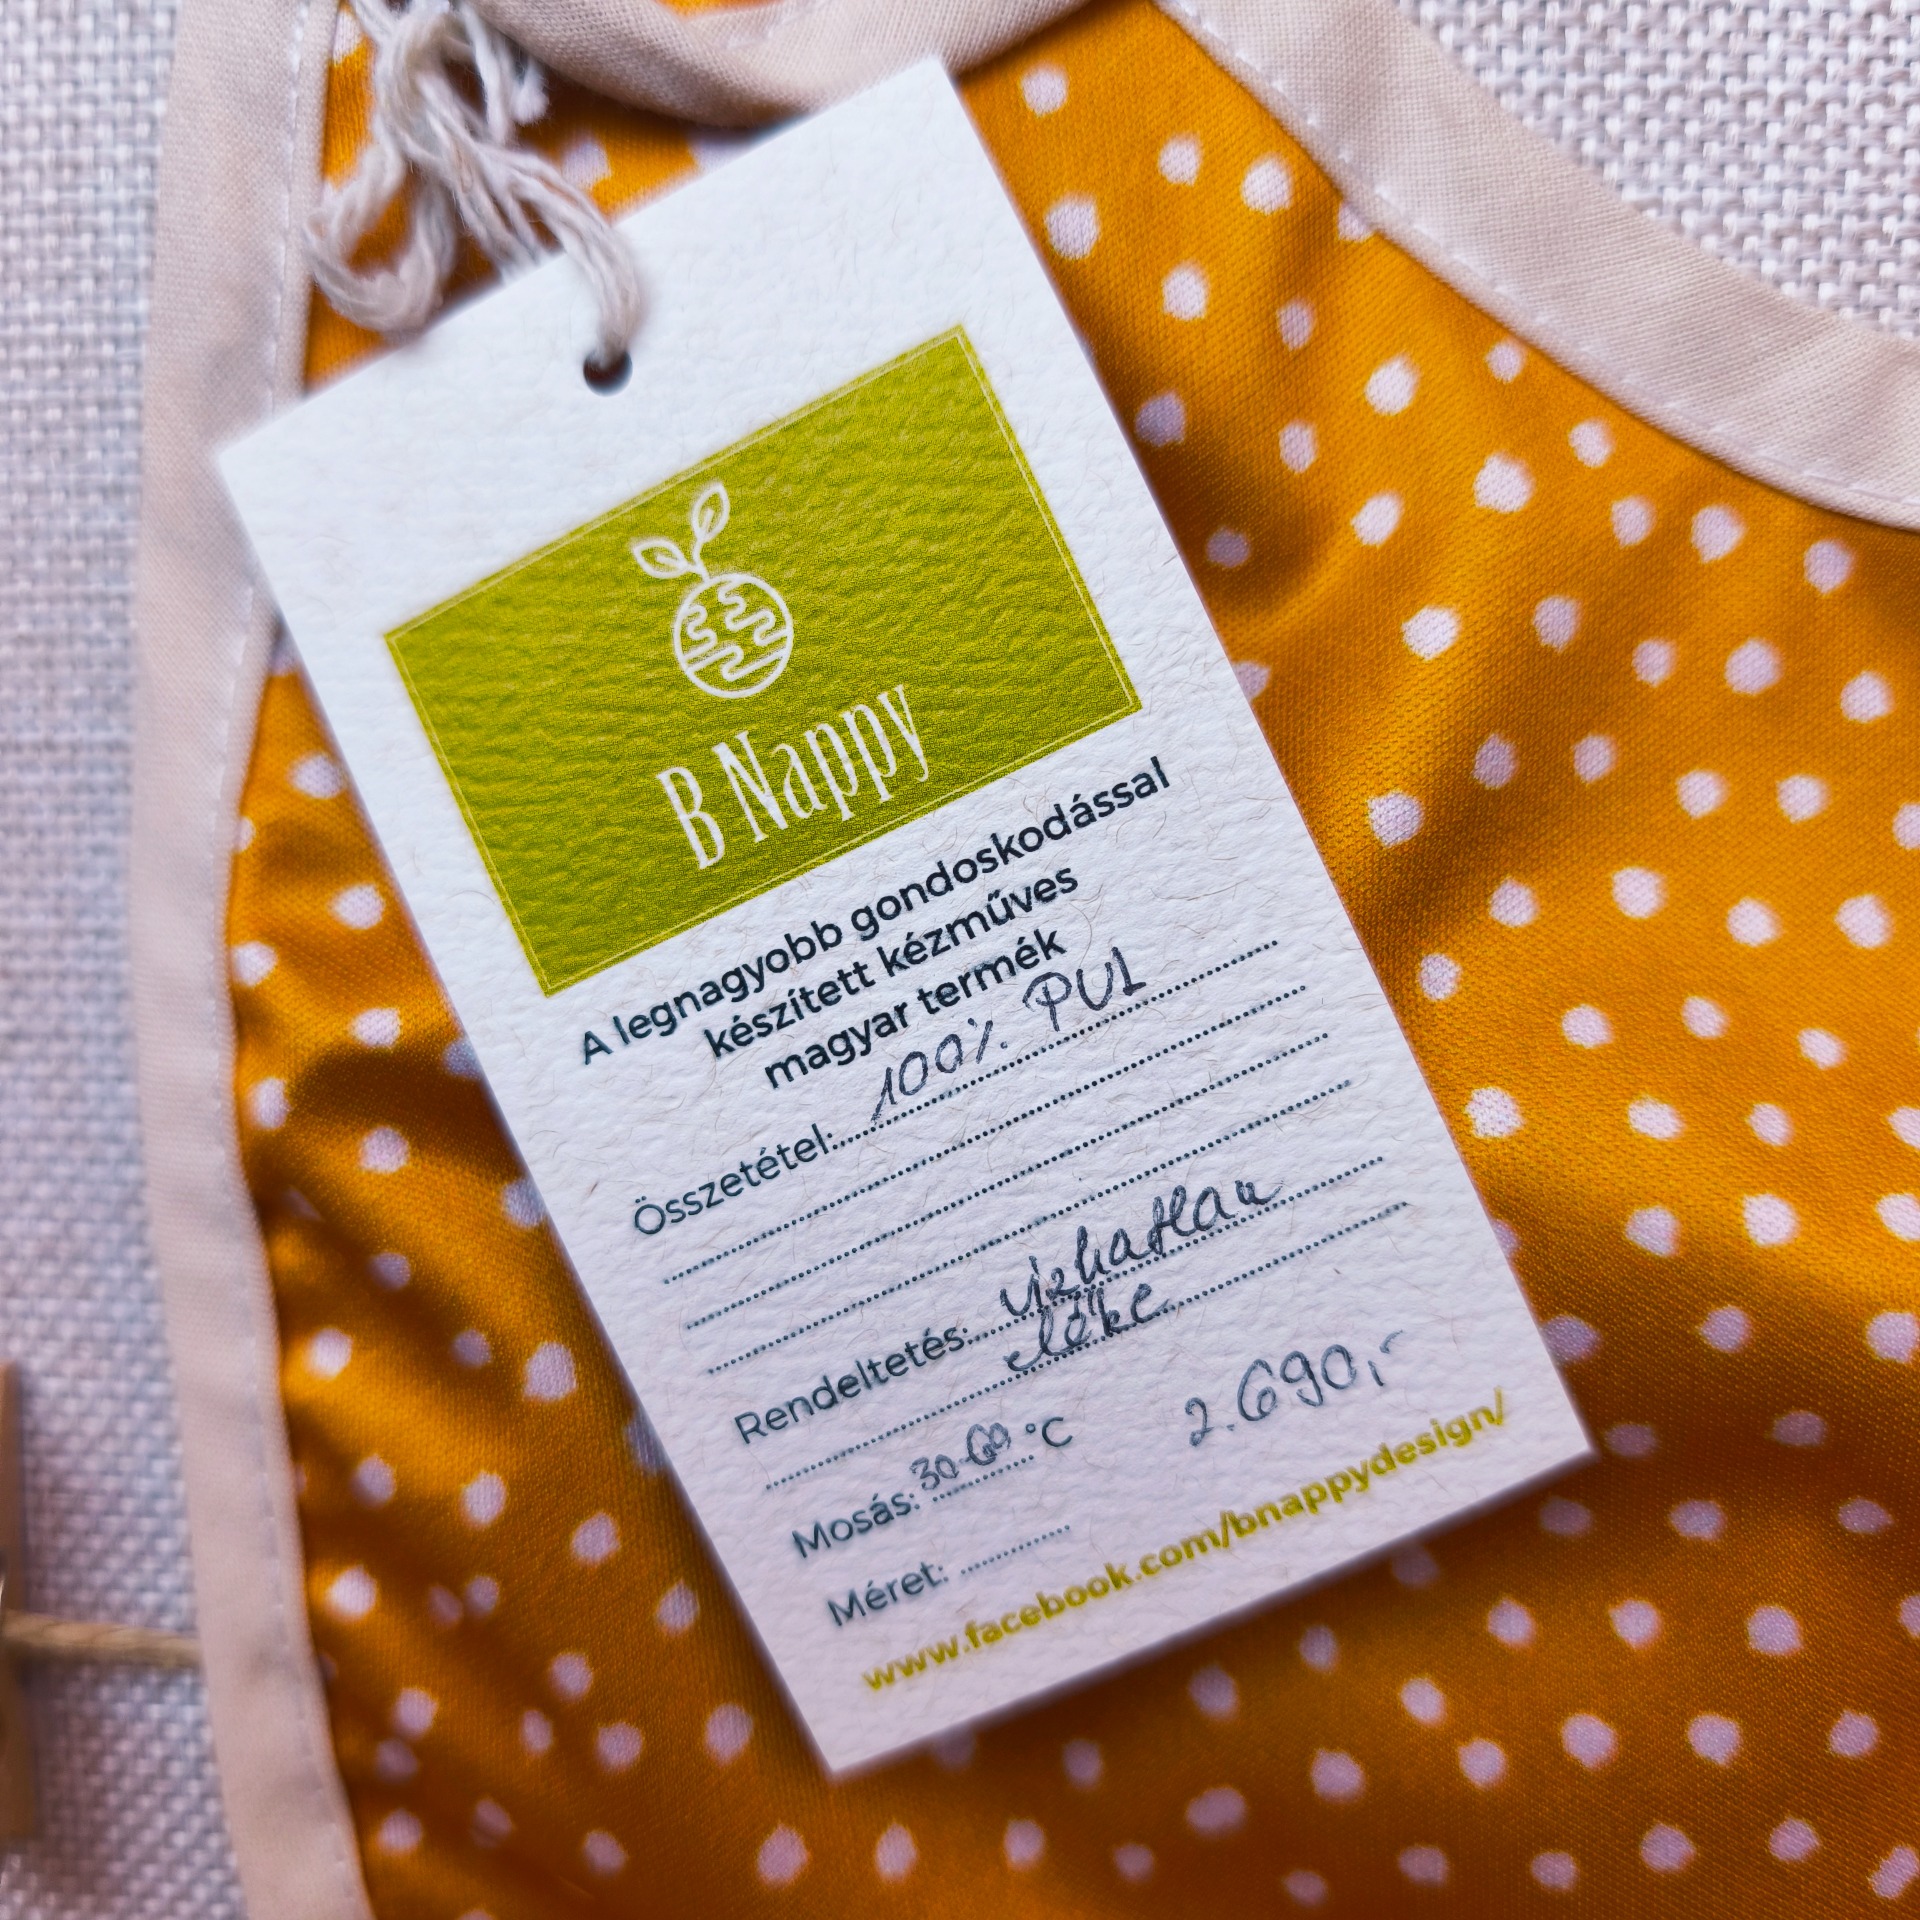 B Nappy
A legnagyobb gondoskodással
készített kézműves
magyar termék
Összetétel: 100% PUL
Rendeltetés: vízhatlan
előke
Mosás: 30-60 °C
2.690,-
Méret:
www.facebook.com/bnappydesign/